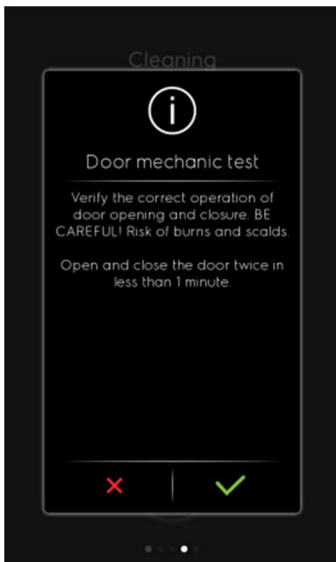 Cleaning
Door mechanic test
Verify the correct operation of
door opening and closure. BE
CAREFUL! Risk of burns and scalds.
Open and close the door twice in
less than 1 minute.